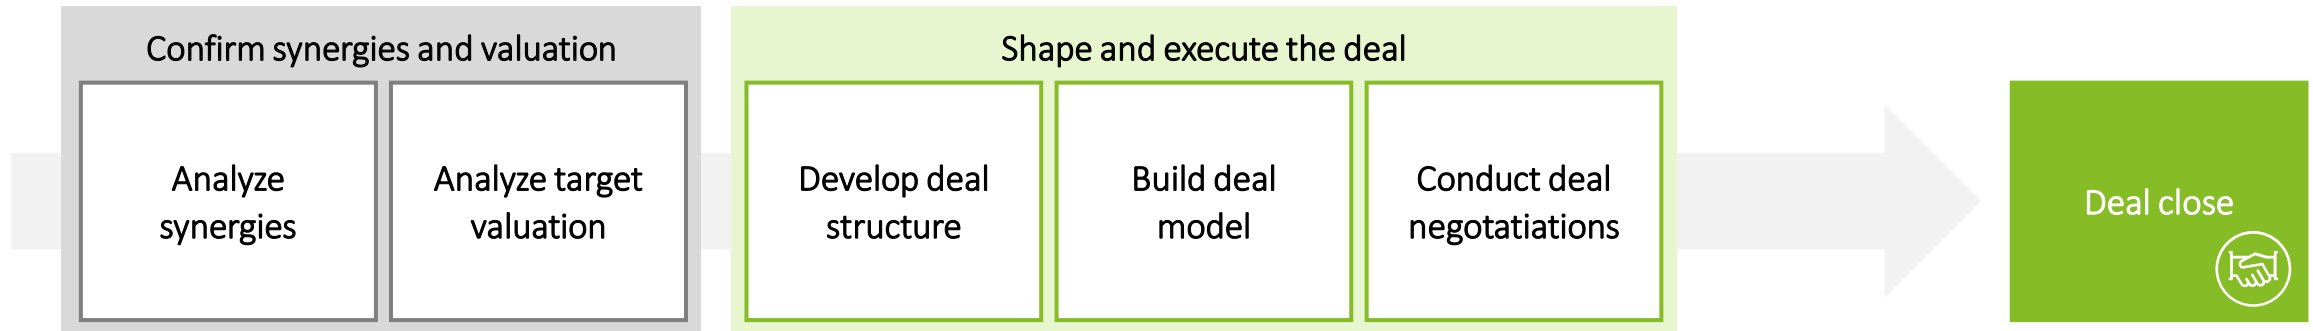 Confirm synergies and valuation
Analyze
synergies
Analyze target
valuation
Shape and execute the deal
Develop deal
structure
Build deal
model
Conduct deal
negotatiations
Deal close